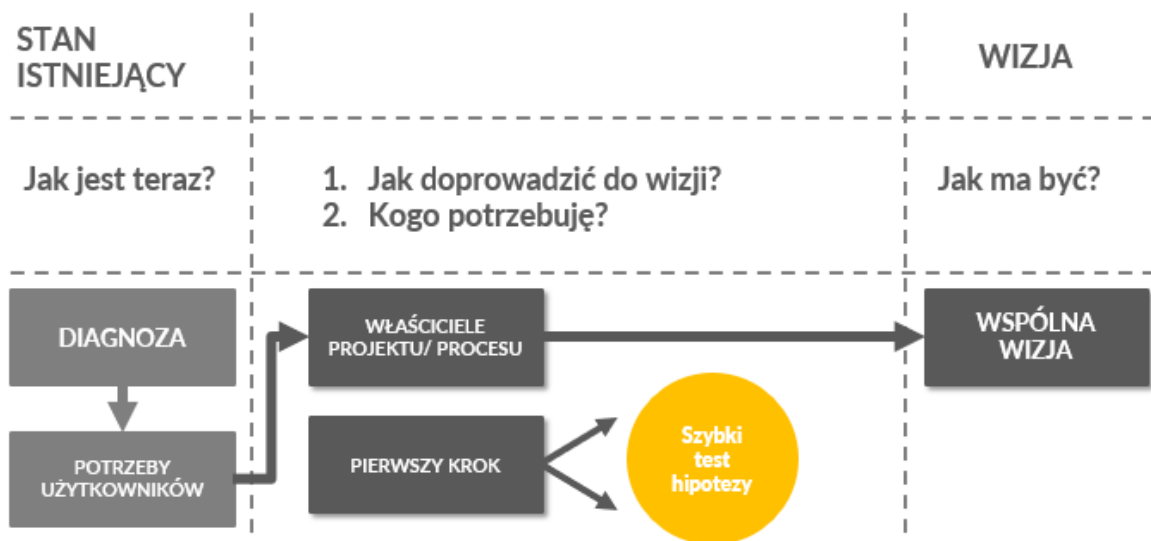 STAN
ISTNIEJĄCY
WIZJA
Jak jest teraz?
1. Jak doprowadzić do wizji?
2. Kogo potrzebuję?
Jak ma być?
DIAGNOZA
WŁAŚCICIELE
PROJEKTU/ PROCESU
WSPÓLNA
WIZJA
POTRZEBY
UŻYTKOWNIKÓW
PIERWSZY KROK
Szybki
test
hipotezy